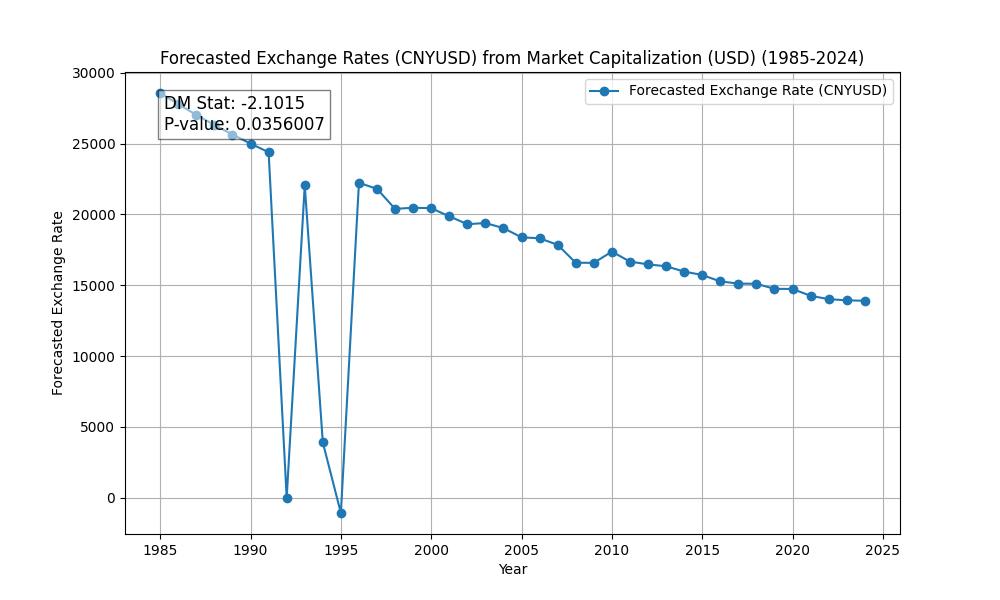 Forecasted Exchange Rates (CNYUSD) from Market Capitalization (USD) (1985-2024)
30000
25000
20000
15000
10000
5000
0
Forecasted Exchange Rate
DM Stat: -2.1015
P-value: 0.0356007
Forecasted Exchange Rate (CNYUSD)
1985 1990 1995 2000 2005 2010 2015 2020 2025
Year